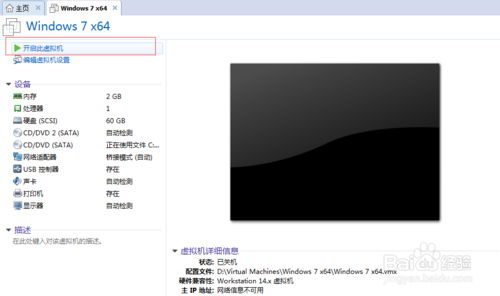 主页 × Windows 7 x64 ×
Windows 7 x64
开启此虚拟机
编辑虚拟机设置
设备
内存 2 GB
处理器 1
硬盘 (SCSI) 60 GB
CD/DVD 2 (SATA) 自动检测
CD/DVD (SATA) 正在使用文件 C:...
网络适配器 桥接模式 (自动)
USB 控制器 存在
声卡 自动检测
打印机 存在
显示器 自动检测
描述
在此处键入对该虚拟机的描述。
虚拟机详细信息
状态: 已关机
配置文件: D:\Virtual Machines\Windows 7 x64\Windows 7 x64.vmx
硬件兼容性: Workstation 14.x 虚拟机
主 IP 地址: 网络信息不可用
Baidu 经验